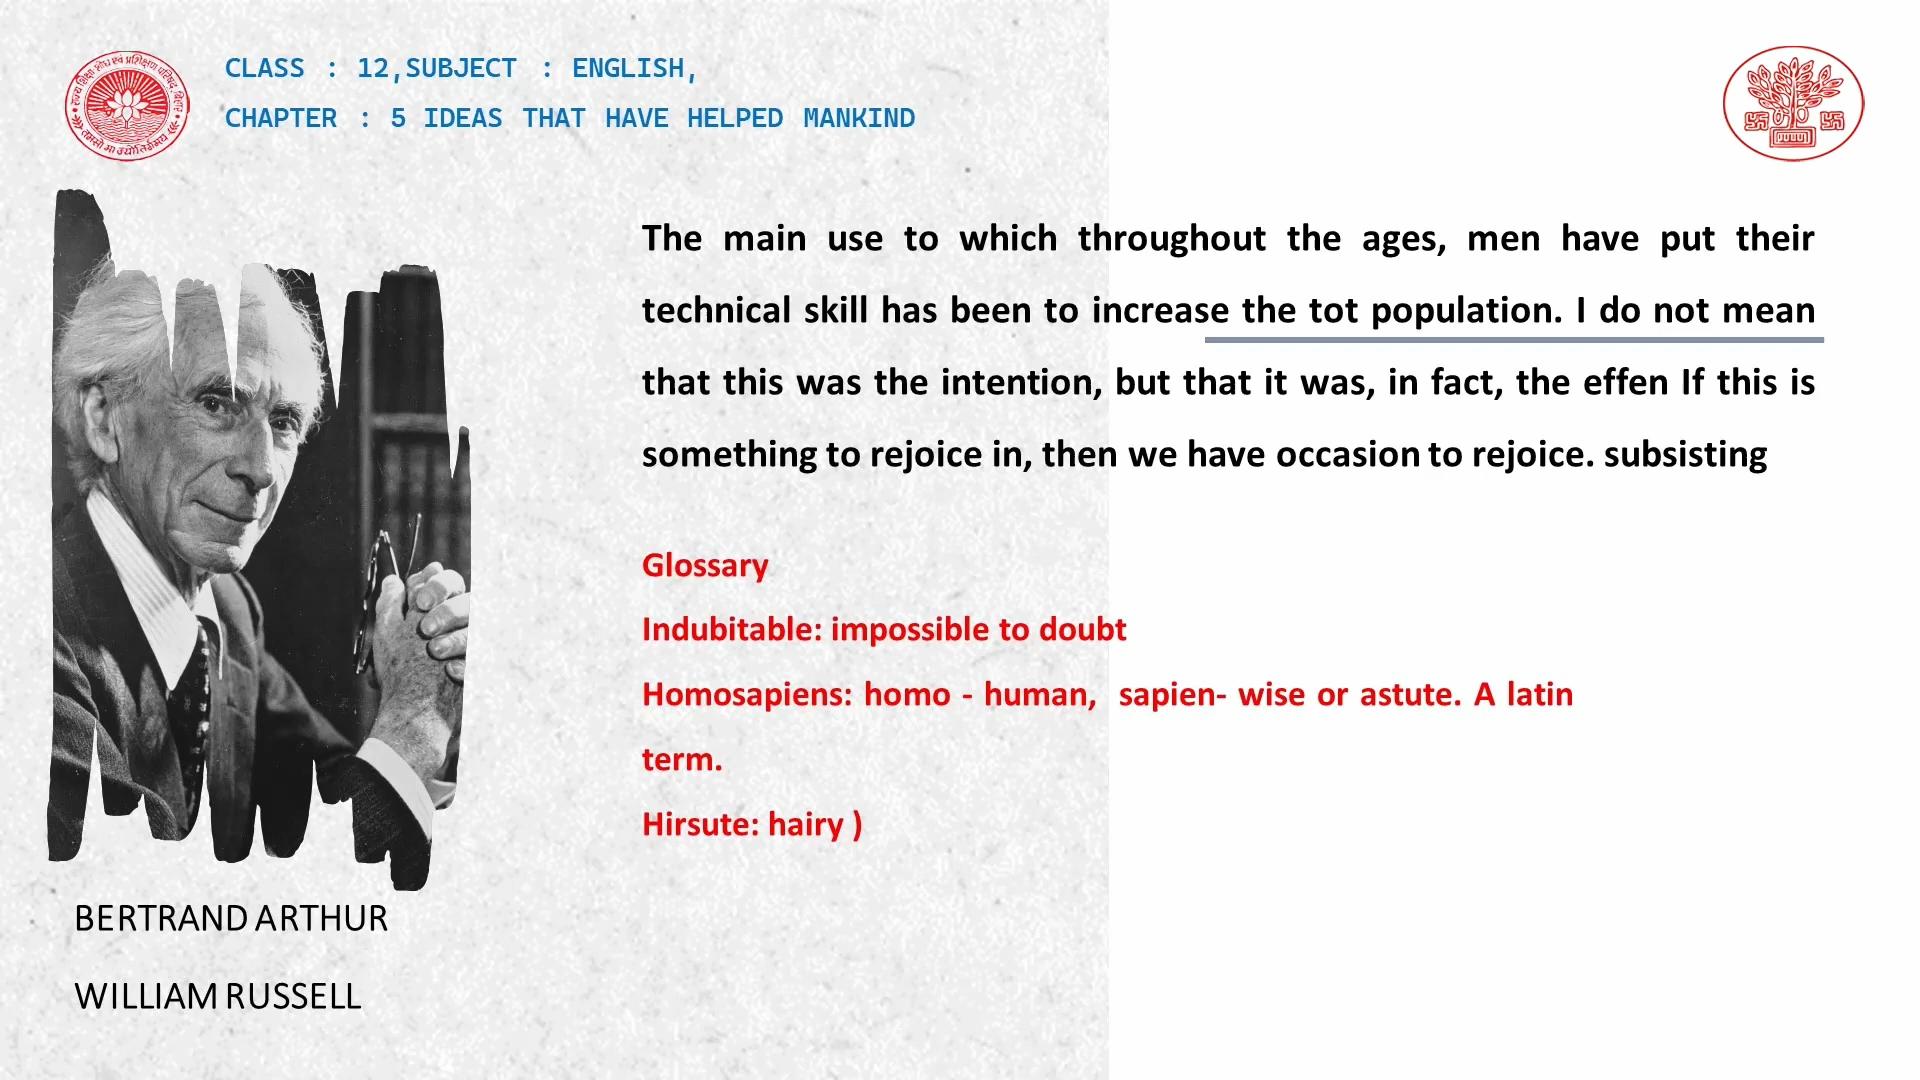 CLASS : 12,SUBJECT : ENGLISH,
CHAPTER : 5 IDEAS THAT HAVE HELPED MANKIND
The main use to which throughout the ages, men have put their
technical skill has been to increase the tot population. I do not mean
that this was the intention, but that it was, in fact, the effen If this is
something to rejoice in, then we have occasion to rejoice. subsisting
Glossary
Indubitable: impossible to doubt
Homosapiens: homo - human, sapien- wise or astute. A latin
term.
Hirsute: hairy )
BERTRAND ARTHUR
WILLIAM RUSSELL